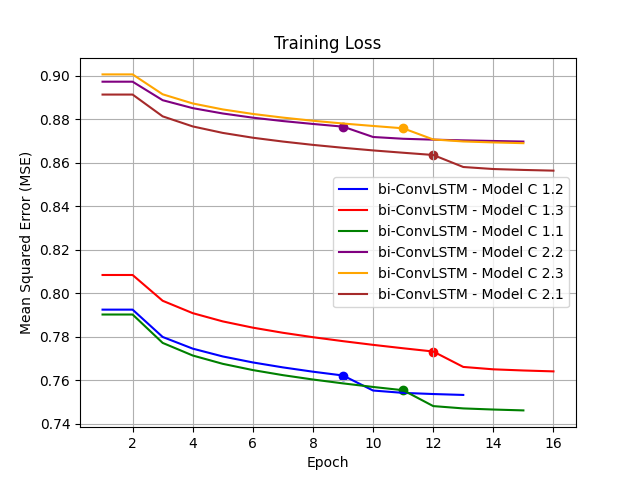 Training Loss
Mean Squared Error (MSE)
0.90
0.88
0.86
0.84
0.82
0.80
0.78
0.76
0.74
bi-ConvLSTM - Model C 1.2
bi-ConvLSTM - Model C 1.3
bi-ConvLSTM - Model C 1.1
bi-ConvLSTM - Model C 2.2
bi-ConvLSTM - Model C 2.3
bi-ConvLSTM - Model C 2.1
2 4 6 8 10 12 14 16
Epoch